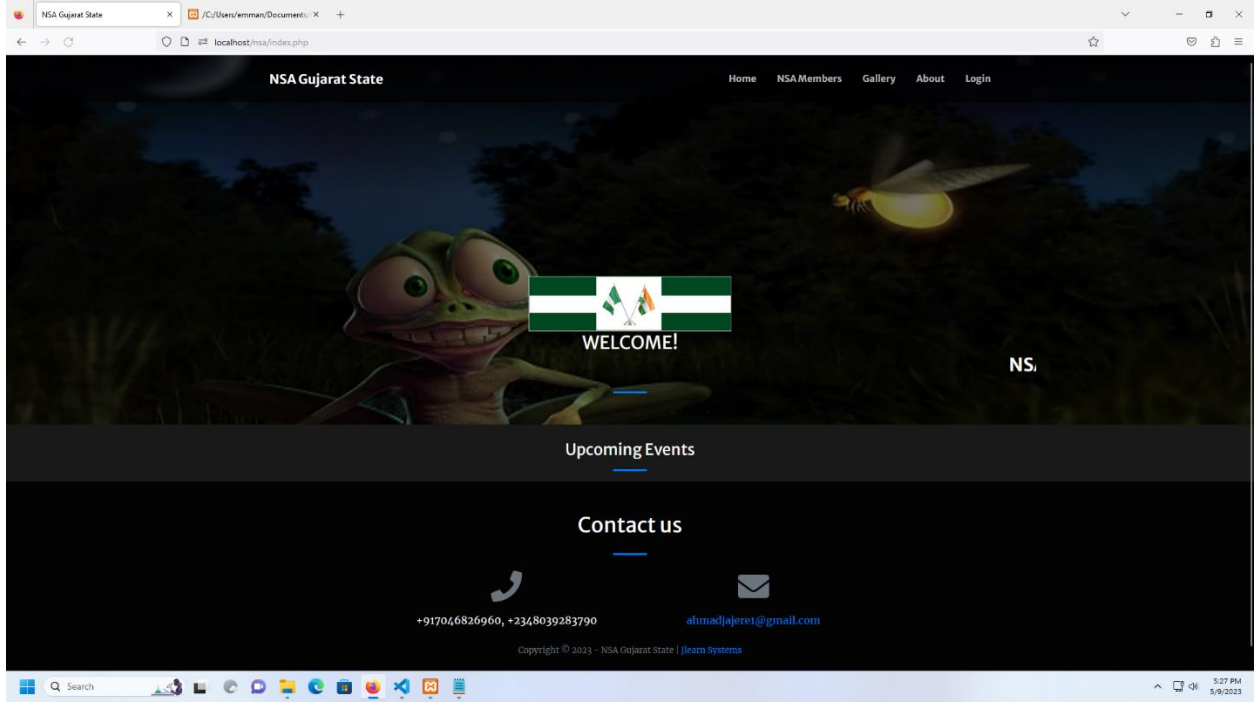 NSA Gujarat State
/C:/Users/emman/Documents/
localhost/nsa/index.php
NSA Gujarat State
Home NSA Members Gallery About Login
WELCOME!
NS
Upcoming Events
Contact us
+917046826960, +2348039283790 ahmadjajere1@gmail.com
Copyright © 2023 - NSA Gujarat State | Jlearn Systems
Search
5:27 PM
5/9/2023